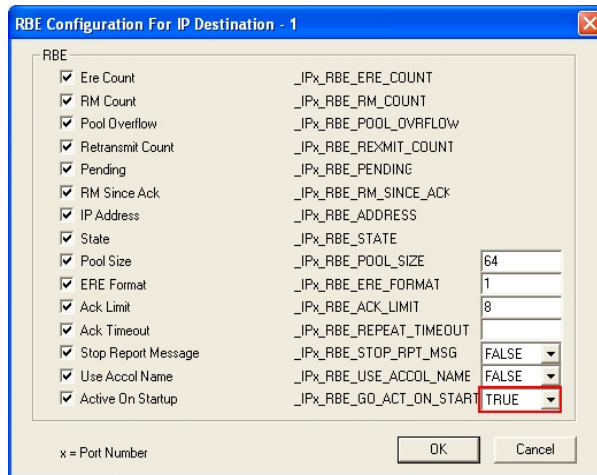 RBE Configuration For IP Destination - 1
RBE
Ere Count _IPx_RBE_ERE_COUNT
RM Count _IPx_RBE_RM_COUNT
Pool Overflow _IPx_RBE_POOL_OVRFLOW
Retransmit Count _IPx_RBE_REXMIT_COUNT
Pending _IPx_RBE_PENDING
RM Since Ack _IPx_RBE_RM_SINCE_ACK
IP Address _IPx_RBE_ADDRESS
State _IPx_RBE_STATE
Pool Size _IPx_RBE_POOL_SIZE 64
ERE Format _IPx_RBE_ERE_FORMAT 1
Ack Limit _IPx_RBE_ACK_LIMIT 8
Ack Timeout _IPx_RBE_REPEAT_TIMEOUT
Stop Report Message _IPx_RBE_STOP_RPT_MSG FALSE
Use Accol Name _IPx_RBE_USE_ACCOL_NAME FALSE
Active On Startup _IPx_RBE_GO_ACT_ON_START TRUE
x = Port Number OK Cancel